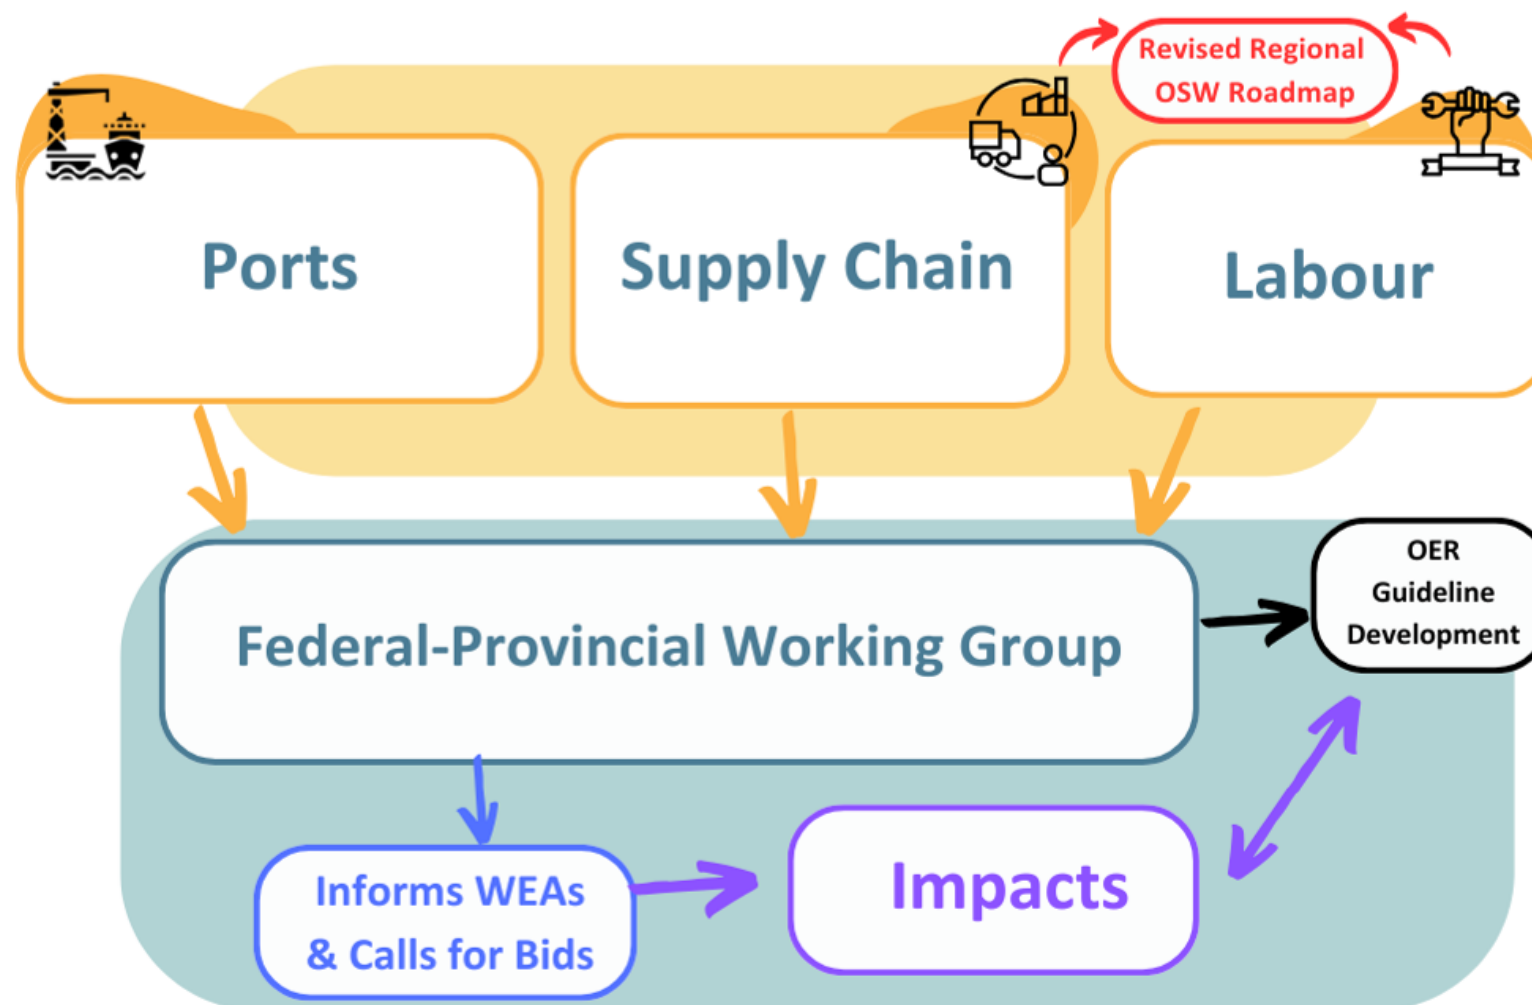 Revised Regional
OSW Roadmap
Ports
Supply Chain
Labour
Federal-Provincial Working Group
OER
Guideline
Development
Informs WEAs
& Calls for Bids
Impacts